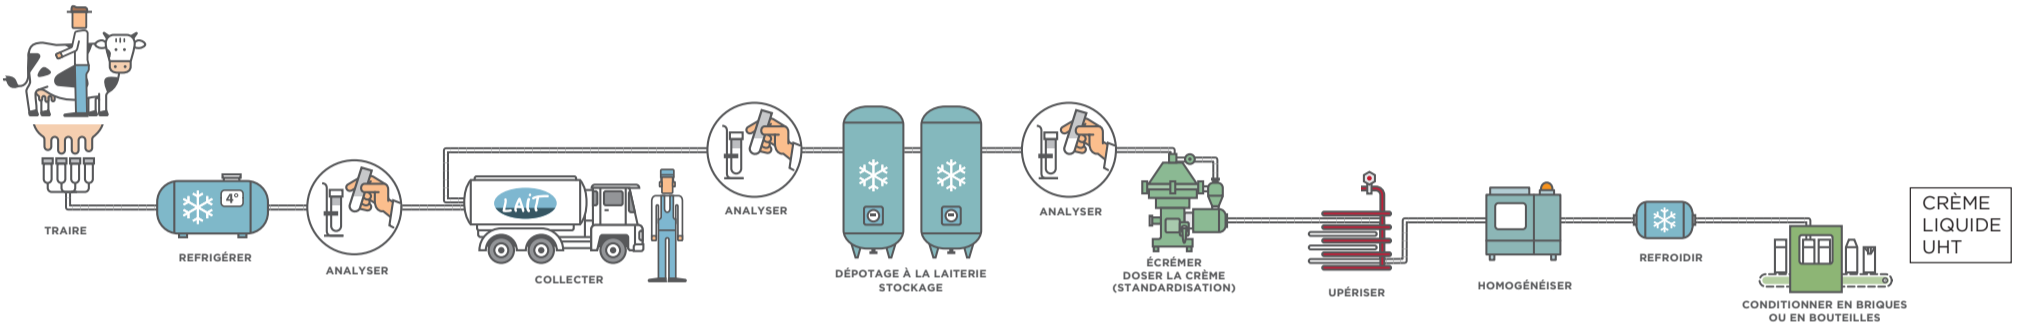 TRAIRE
4°
REFRIGÉRER
ANALYSER
LAIT
COLLECTER
ANALYSER
DÉPOTAGE À LA LAITERIE
STOCKAGE
ANALYSER
ÉCRÉMER
DOSER LA CRÈME
(STANDARDISATION)
UPÉRISER
HOMOGÉNÉISER
REFROIDIR
CONDITIONNER EN BRIQUES
OU EN BOUTEILLES
CRÈME
LIQUIDE
UHT